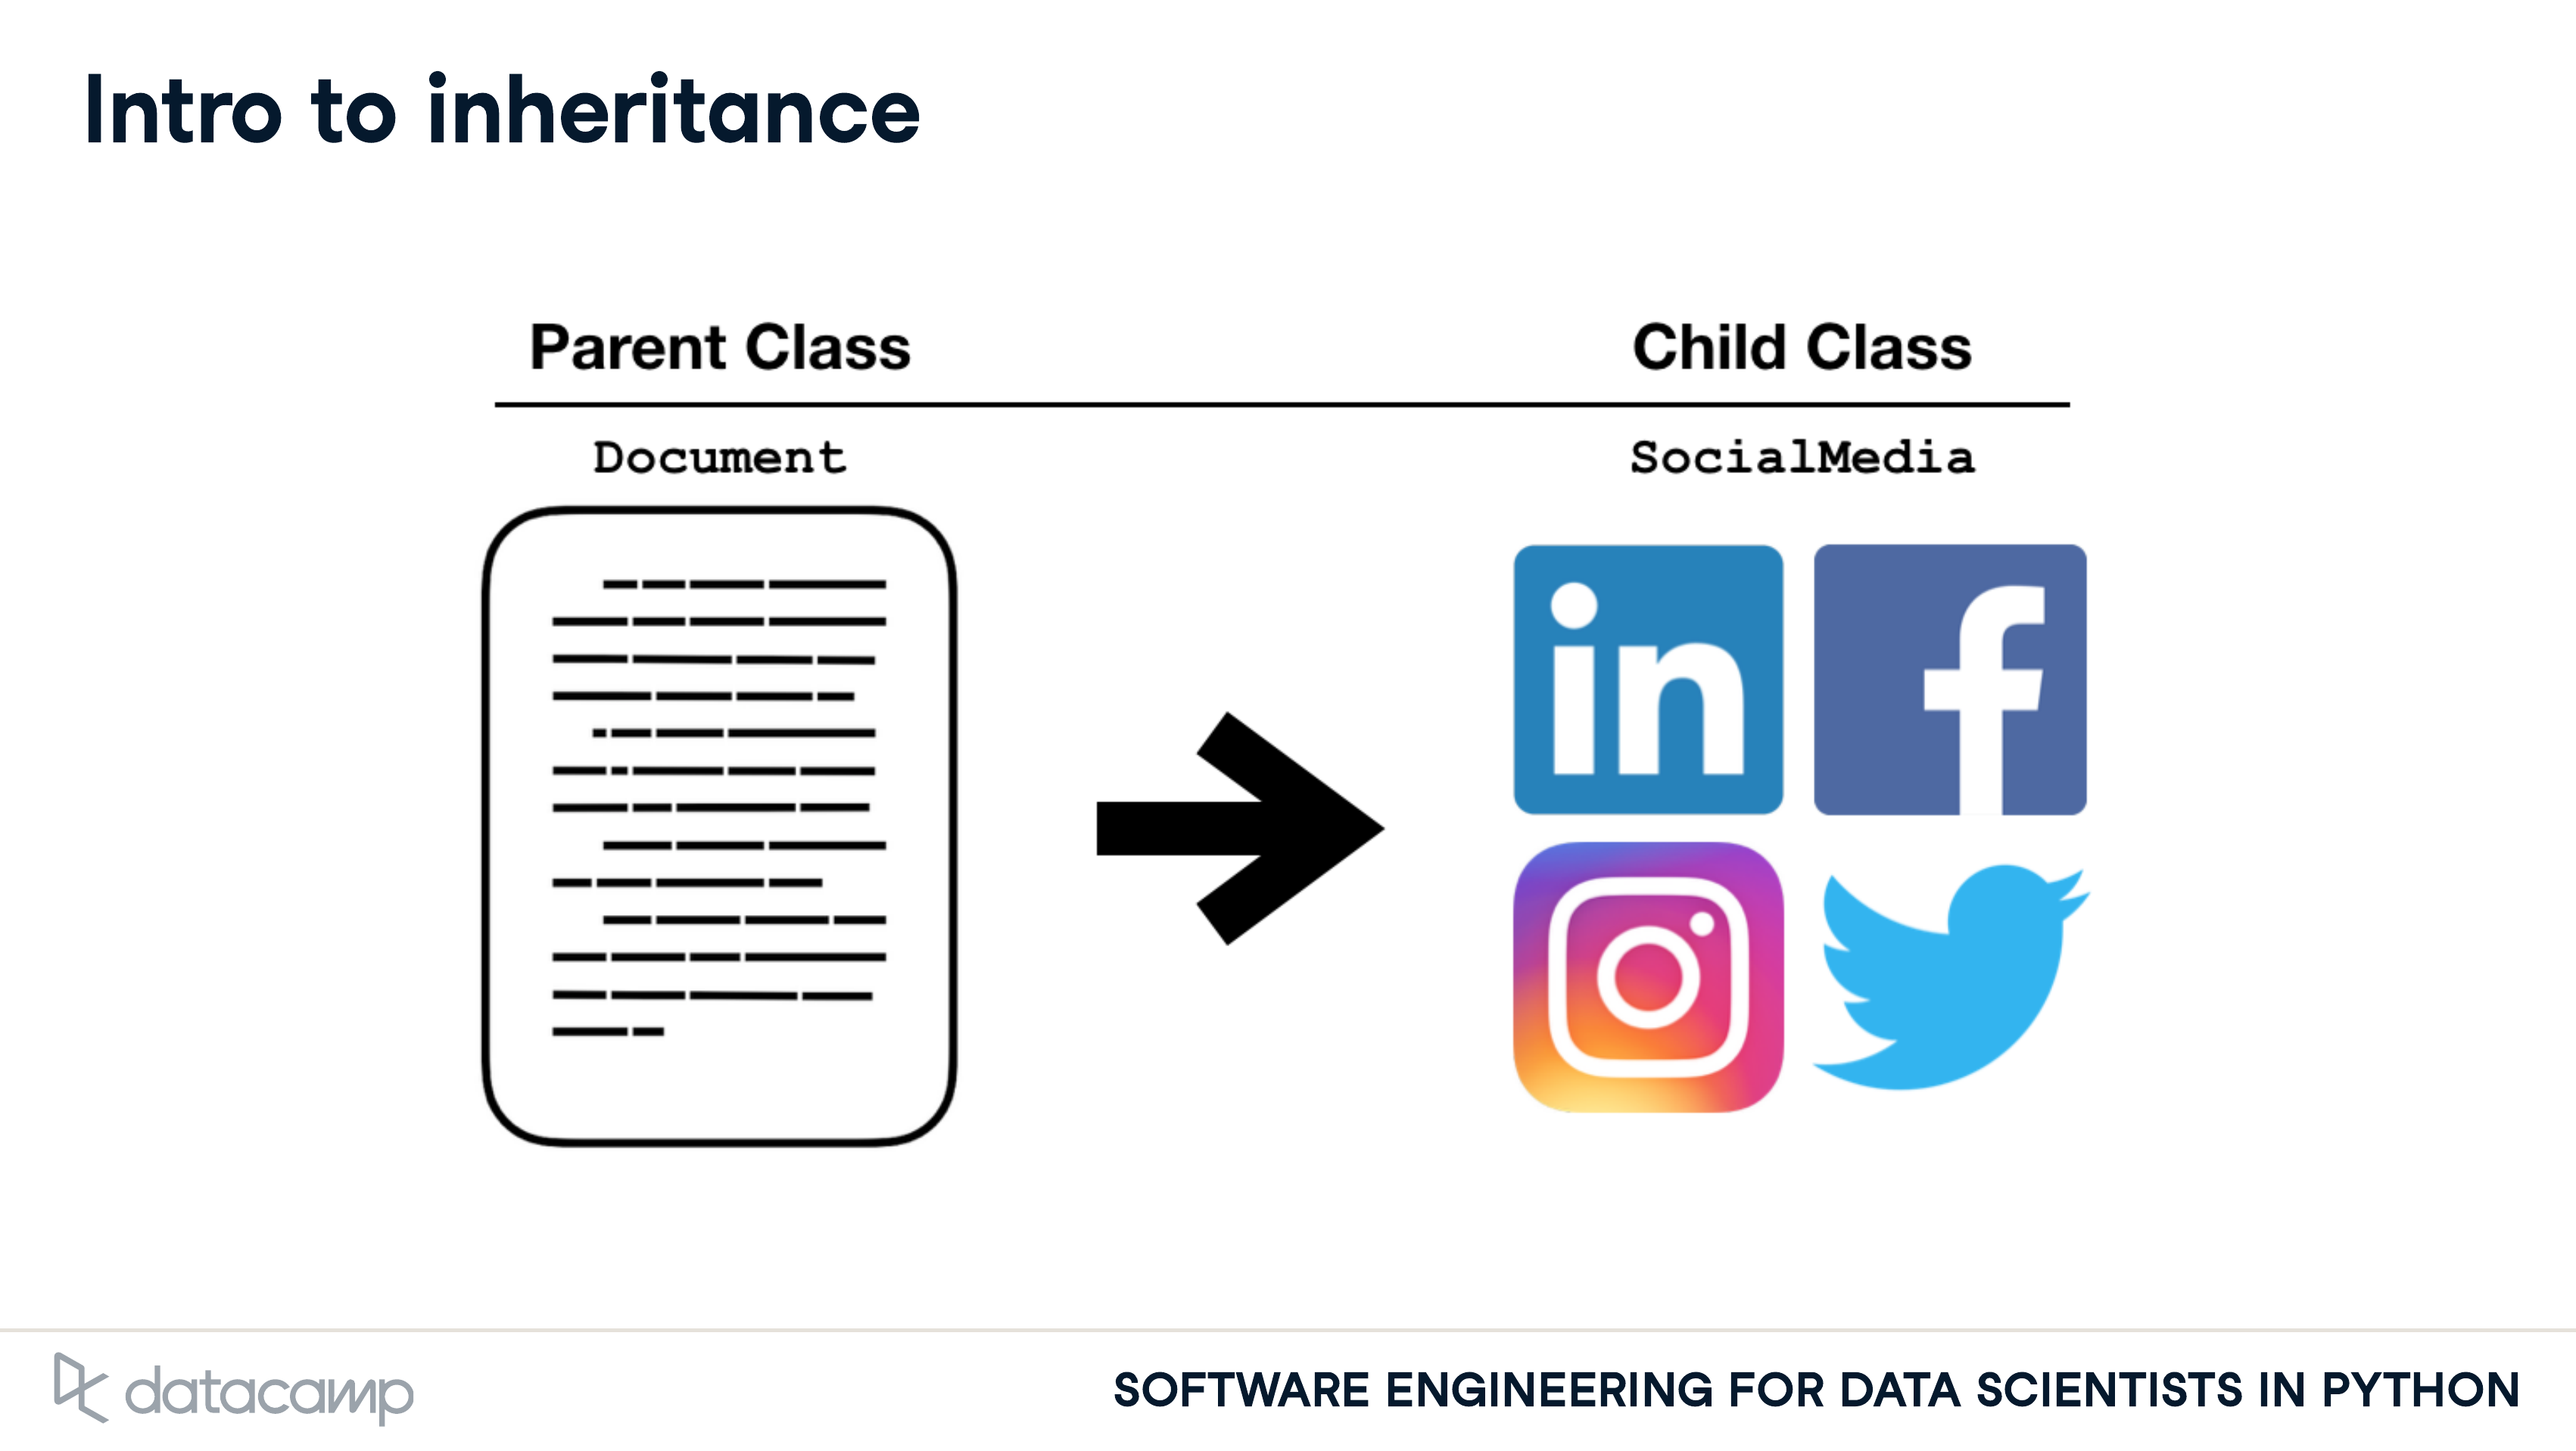 Intro to inheritance
Parent Class
Child Class
Document
SocialMedia
in
f
datacamp
SOFTWARE ENGINEERING FOR DATA SCIENTISTS IN PYTHON